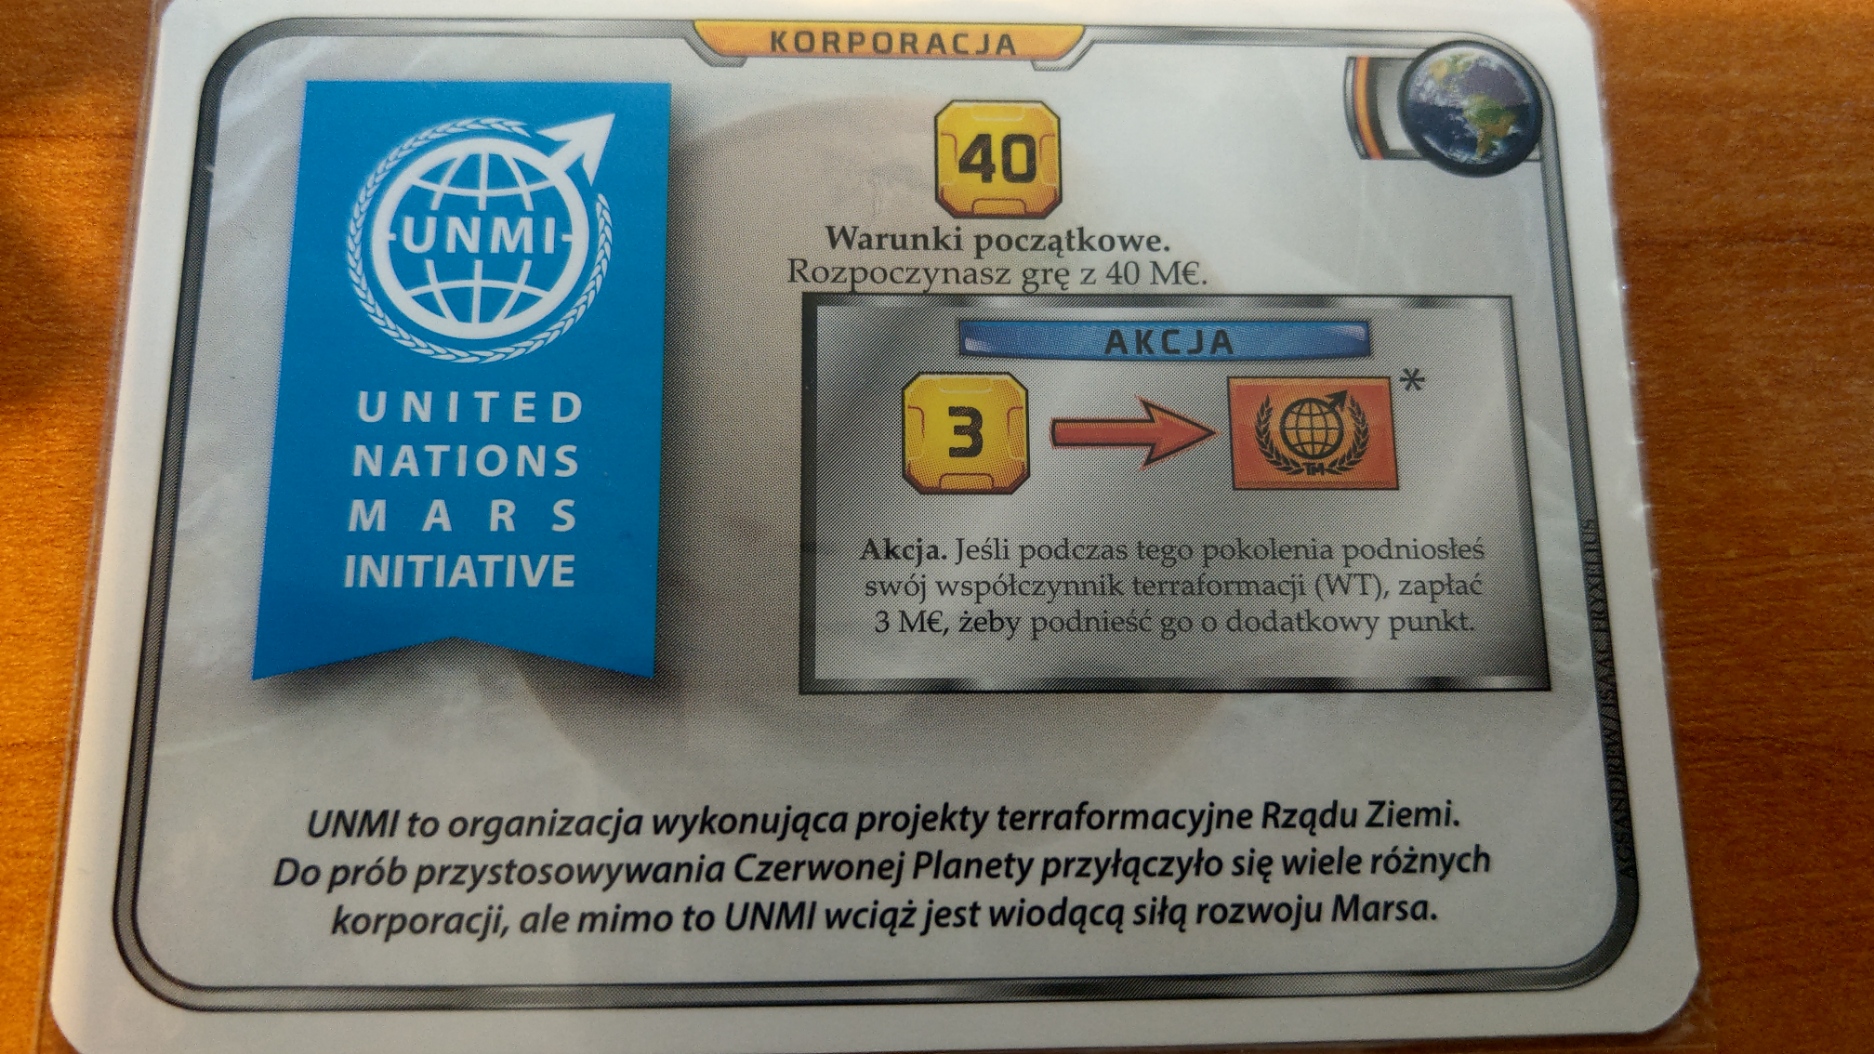 KORPORACJA
UNMI
UNITED
NATIONS
MARS
INITIATIVE
40
Warunki początkowe.
Rozpoczynasz grę z 40 M€.
AKCJA
3
*
TM
Akcja. Jeśli podczas tego pokolenia podniosłeś
swój współczynnik terraformacji (WT), zapłać
3 M€, żeby podnieść go o dodatkowy punkt.
UNMI to organizacja wykonująca projekty terraformacyjne Rządu Ziemi.
Do prób przystosowywania Czerwonej Planety przyłączyło się wiele różnych
korporacji, ale mimo to UNMI wciąż jest wiodącą siłą rozwoju Marsa.